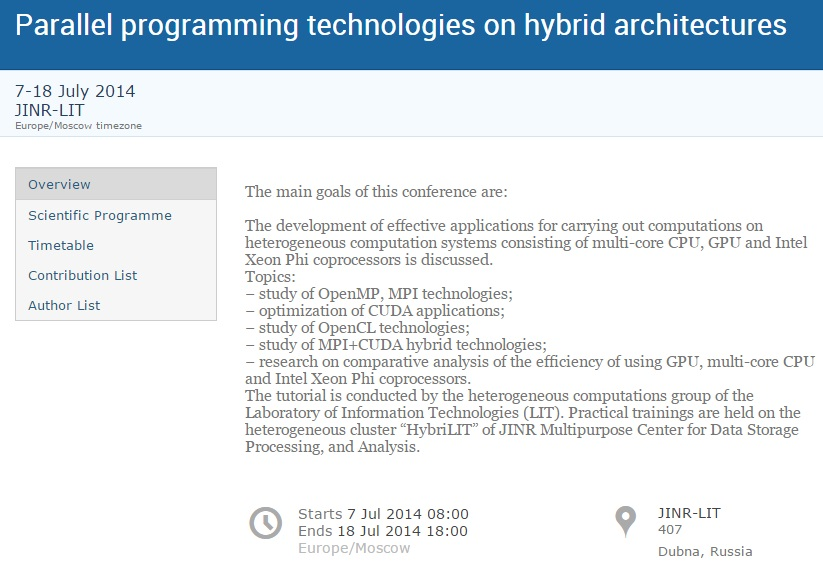 Parallel programming technologies on hybrid architectures
7-18 July 2014
JINR-LIT
Europe/Moscow timezone
Overview
Scientific Programme
Timetable
Contribution List
Author List
The main goals of this conference are:
The development of effective applications for carrying out computations on
heterogeneous computation systems consisting of multi-core CPU, GPU and Intel
Xeon Phi coprocessors is discussed.
Topics:
– study of OpenMP, MPI technologies;
– optimization of CUDA applications;
– study of OpenCL technologies;
– study of MPI+CUDA hybrid technologies;
– research on comparative analysis of the efficiency of using GPU, multi-core CPU
and Intel Xeon Phi coprocessors.
The tutorial is conducted by the heterogeneous computations group of the
Laboratory of Information Technologies (LIT). Practical trainings are held on the
heterogeneous cluster “HybriLIT” of JINR Multipurpose Center for Data Storage
Processing, and Analysis.
Starts 7 Jul 2014 08:00
Ends 18 Jul 2014 18:00
Europe/Moscow
JINR-LIT
407
Dubna, Russia